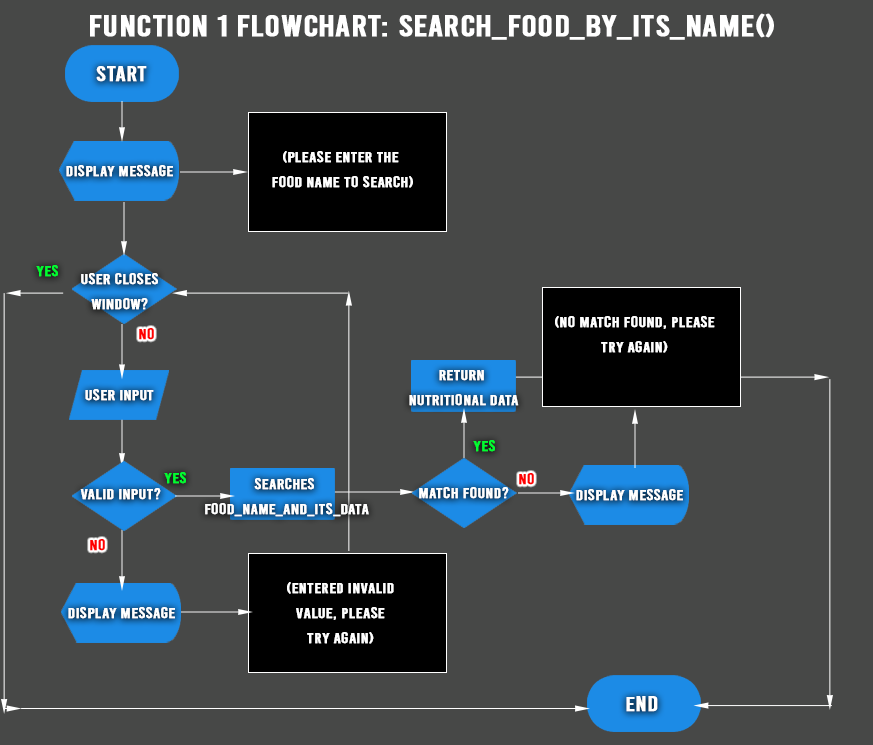 FUNCTION 1 FLOWCHART: SEARCH_FOOD_BY_ITS_NAME()
START
DISPLAY MESSAGE
(PLEASE ENTER THE
FOOD NAME TO SEARCH)
YES
USER CLOSES
WINDOW?
NO
(NO MATCH FOUND, PLEASE
TRY AGAIN)
USER INPUT
RETURN
NUTRITIONAL DATA
YES
VALID INPUT?
YES
SEARCHES
FOOD_NAME_AND_ITS_DATA
MATCH FOUND?
NO
DISPLAY MESSAGE
NO
DISPLAY MESSAGE
(ENTERED INVALID
VALUE, PLEASE
TRY AGAIN)
END